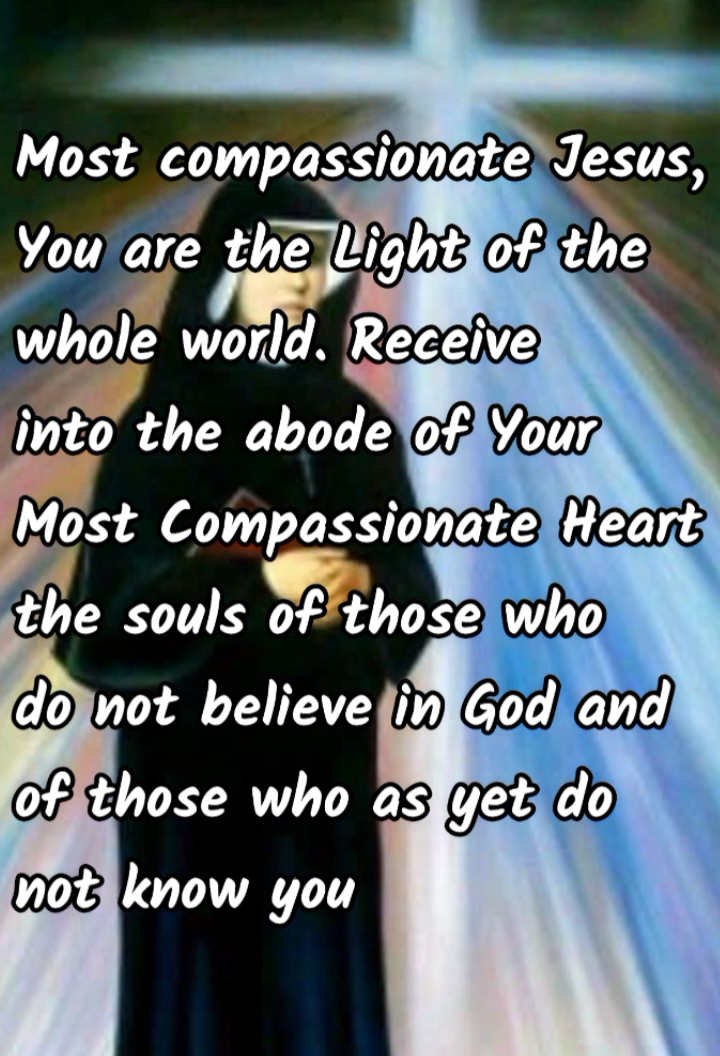 Most compassionate Jesus,
You are the Light of the
whole world. Receive
into the abode of Your
Most Compassionate Heart
the souls of those who
do not believe in God and
of those who as yet do
not know you